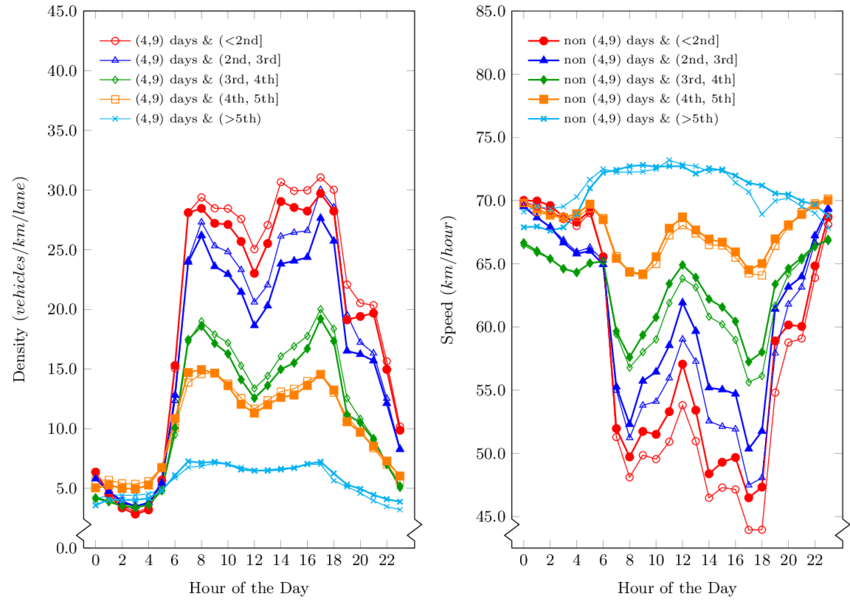 45.0
40.0
35.0
30.0
25.0
20.0
15.0
10.0
5.0
0.0
Density (vehicles/km/lane)
(4,9) days & (<2nd]
(4,9) days & (2nd, 3rd]
(4,9) days & (3rd, 4th]
(4,9) days & (4th, 5th]
(4,9) days & (>5th)
0 2 4 6 8 10 12 14 16 18 20 22
Hour of the Day
85.0
80.0
75.0
70.0
65.0
60.0
55.0
50.0
45.0
Speed (km/hour)
non (4,9) days & (<2nd]
non (4,9) days & (2nd, 3rd]
non (4,9) days & (3rd, 4th]
non (4,9) days & (4th, 5th]
non (4,9) days & (>5th)
0 2 4 6 8 10 12 14 16 18 20 22
Hour of the Day